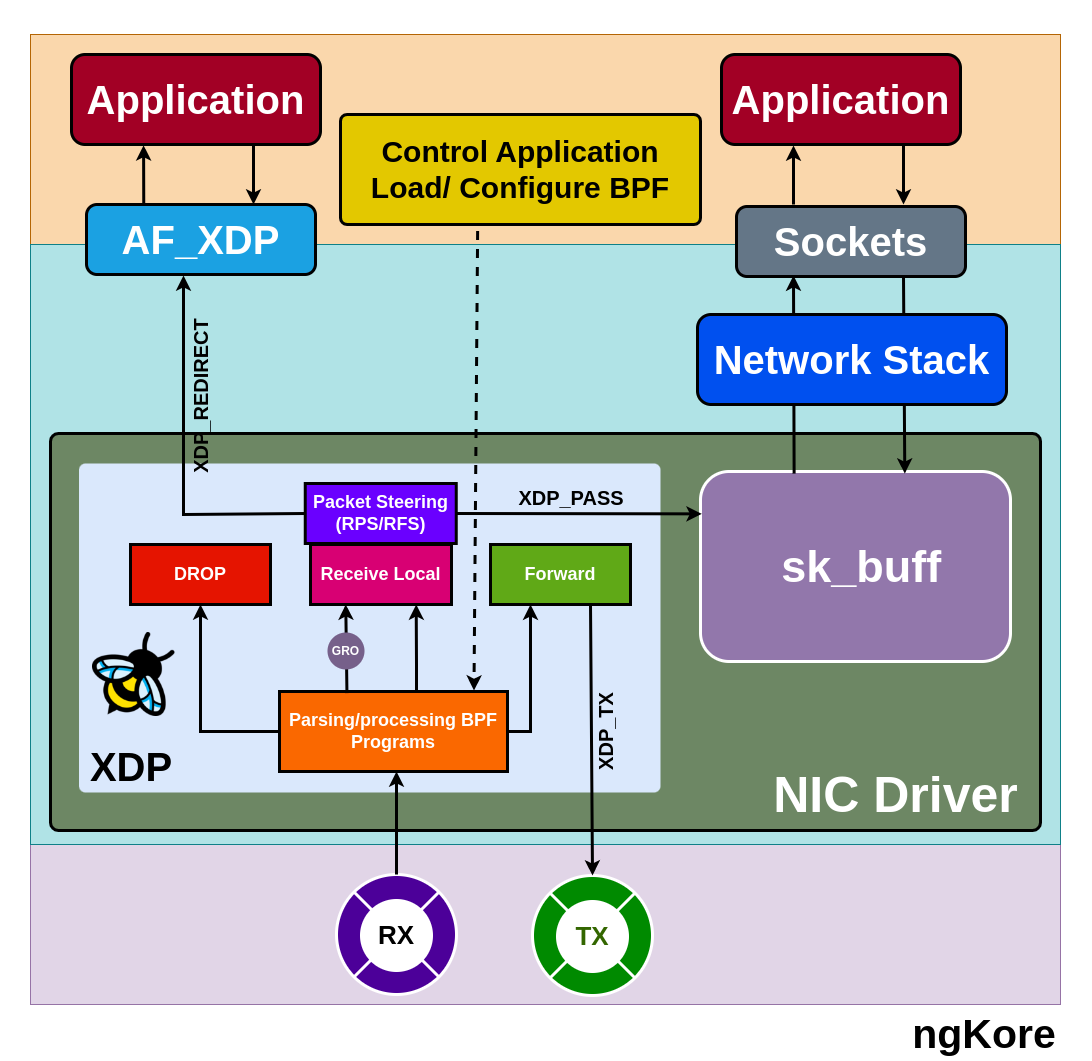 Application
Application
Control Application
Load/ Configure BPF
AF_XDP
Sockets
XDP_REDIRECT
Network Stack
Packet Steering
(RPS/RFS)
XDP_PASS
DROP
Receive Local
Forward
sk_buff
GRO
Parsing/processing BPF
Programs
XDP_TX
XDP
NIC Driver
RX
TX
ngKore